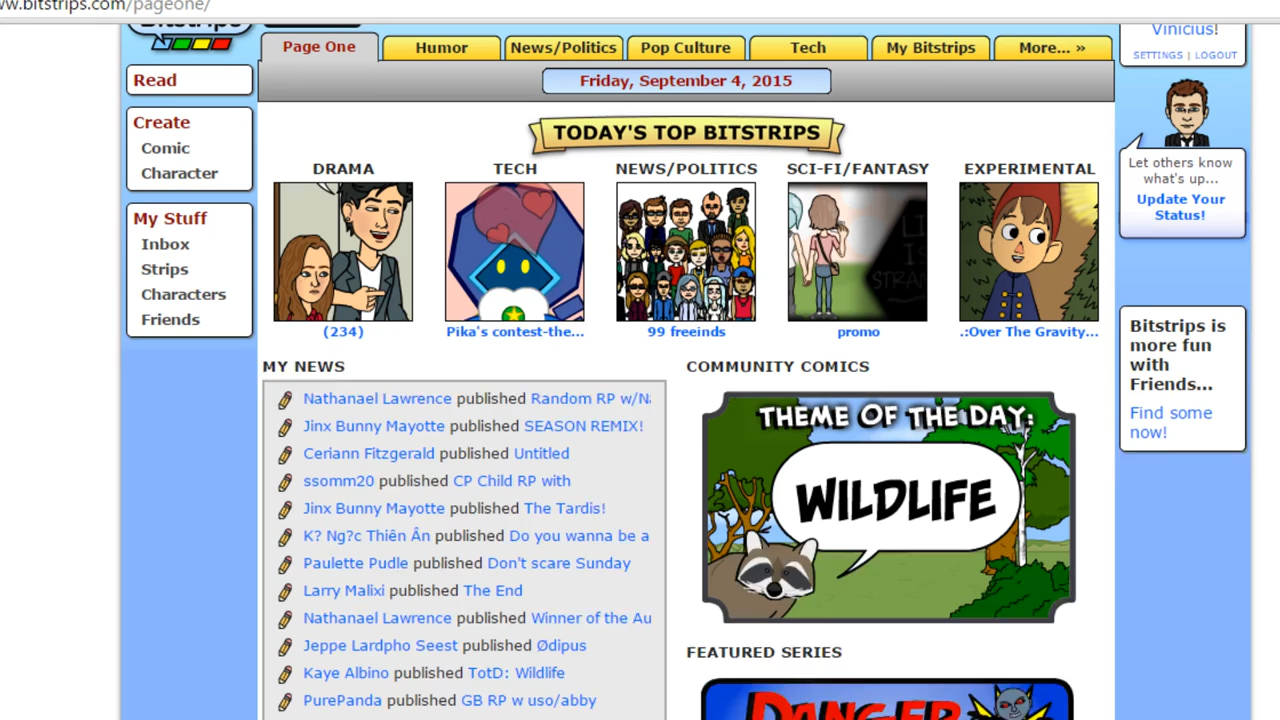 ww.bitstrips.com/pageone/
Bitstrips
Page One
Humor
News/Politics
Pop Culture
Tech
My Bitstrips
More... »
Friday, September 4, 2015
Vinicius!
SETTINGS | LOGOUT
Read
Create
Comic
Character
My Stuff
Inbox
Strips
Characters
Friends
Let others know
what's up...
Update Your
Status!
Bitstrips is
more fun
with
Friends...
Find some
now!
TODAY'S TOP BITSTRIPS
DRAMA
TECH
NEWS/POLITICS
SCI-FI/FANTASY
EXPERIMENTAL
(234)
Pika's contest-the...
99 freeinds
promo
.:Over The Gravity...
MY NEWS
Nathanael Lawrence published Random RP w/Na
Jinx Bunny Mayotte published SEASON REMIX!
Ceriann Fitzgerald published Untitled
ssomm20 published CP Child RP with
Jinx Bunny Mayotte published The Tardis!
K? Ng?c Thiên Ân published Do you wanna be a
Paulette Pudle published Don't scare Sunday
Larry Malixi published The End
Nathanael Lawrence published Winner of the Au
Jeppe Lardpho Seest published Ødipus
Kaye Albino published TotD: Wildlife
PurePanda published GB RP w uso/abby
COMMUNITY COMICS
THEME OF THE DAY:
WILDLIFE
FEATURED SERIES
DANGER